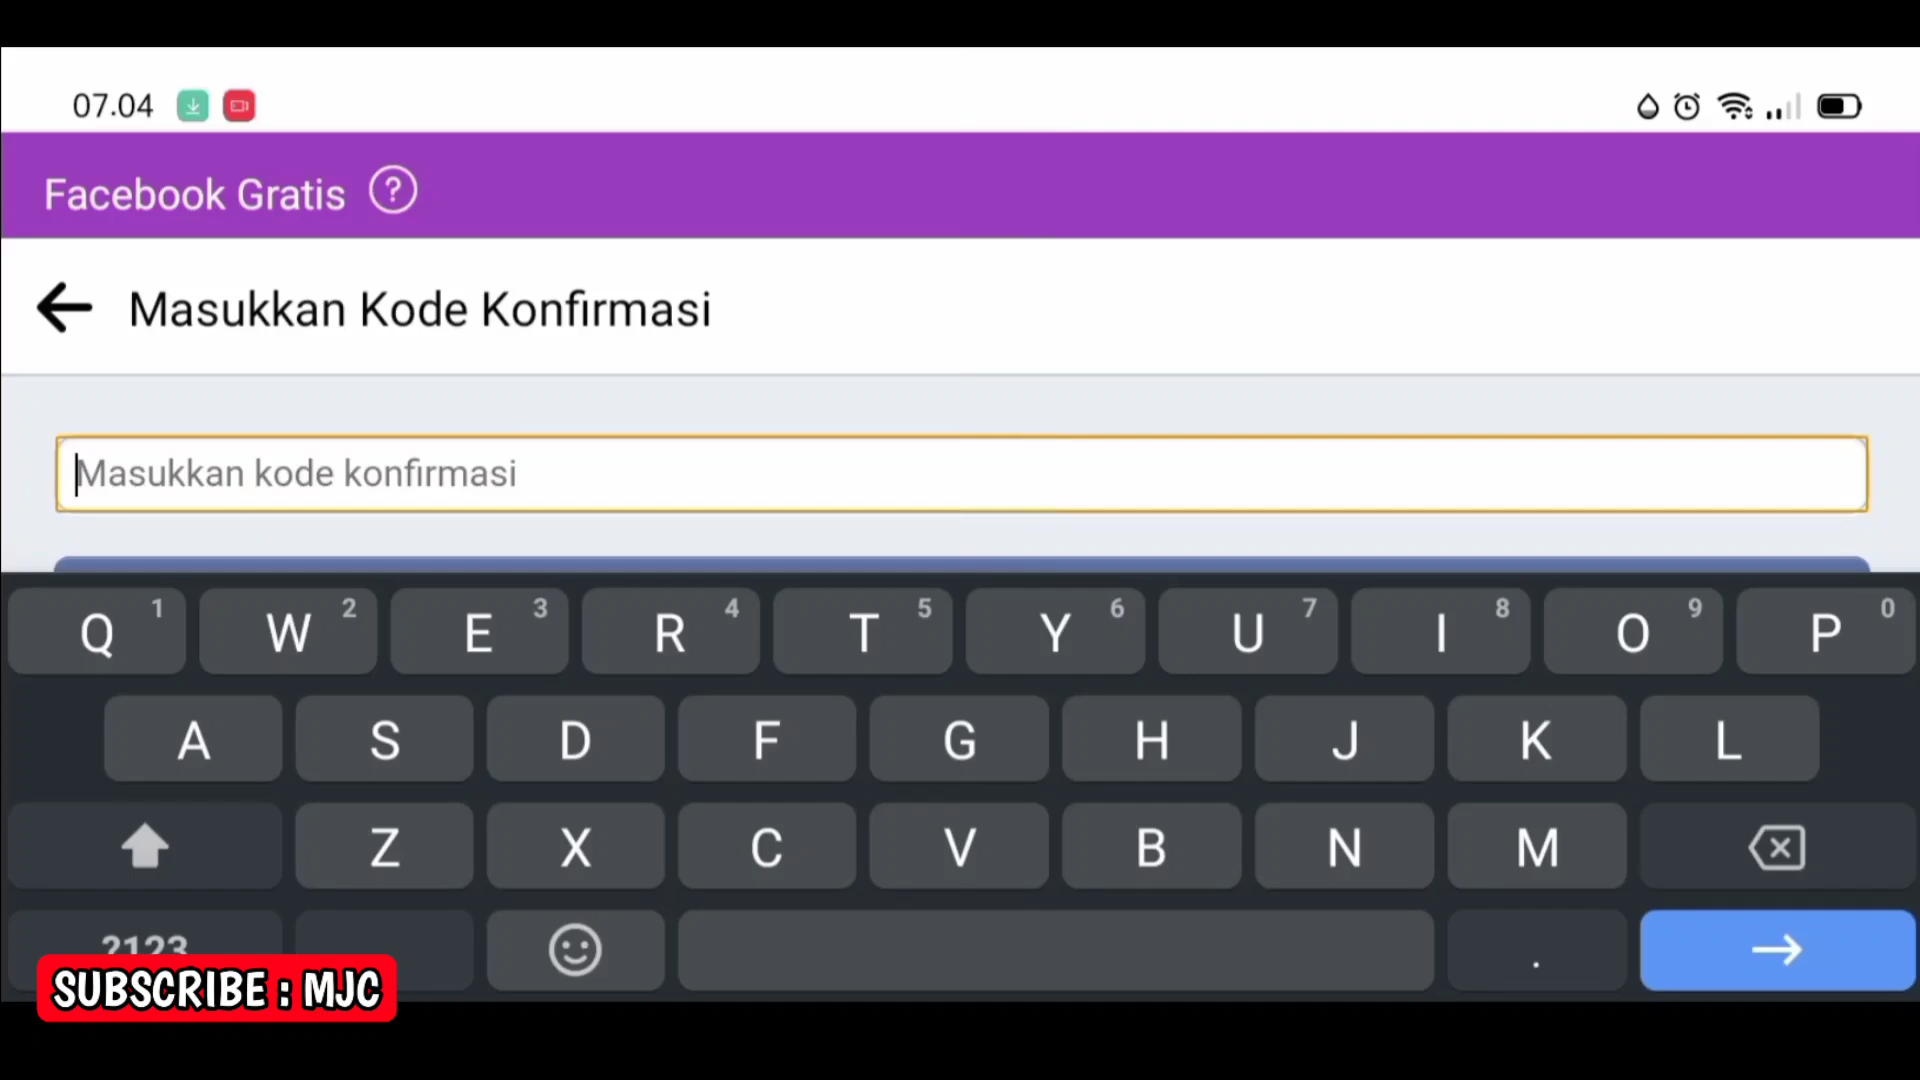 07.04
Facebook Gratis ?
Masukkan Kode Konfirmasi
Masukkan kode konfirmasi
Q 1 W 2 E 3 R 4 T 5 Y 6 U 7 I 8 O 9 P 0
A S D F G H J K L
Z X C V B N M
?123 .
SUBSCRIBE : MJC